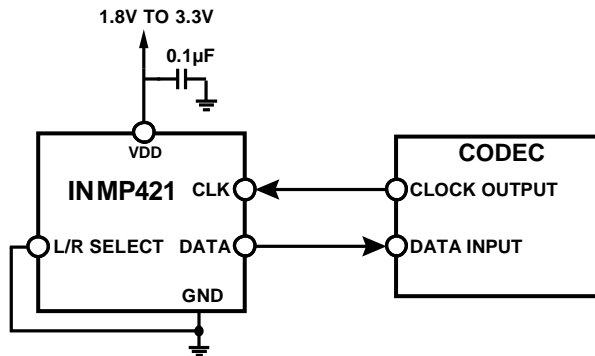 1.8V TO 3.3V
0.1µF
VDD
INMP421
CLK
L/R SELECT
DATA
GND
CODEC
CLOCK OUTPUT
DATA INPUT